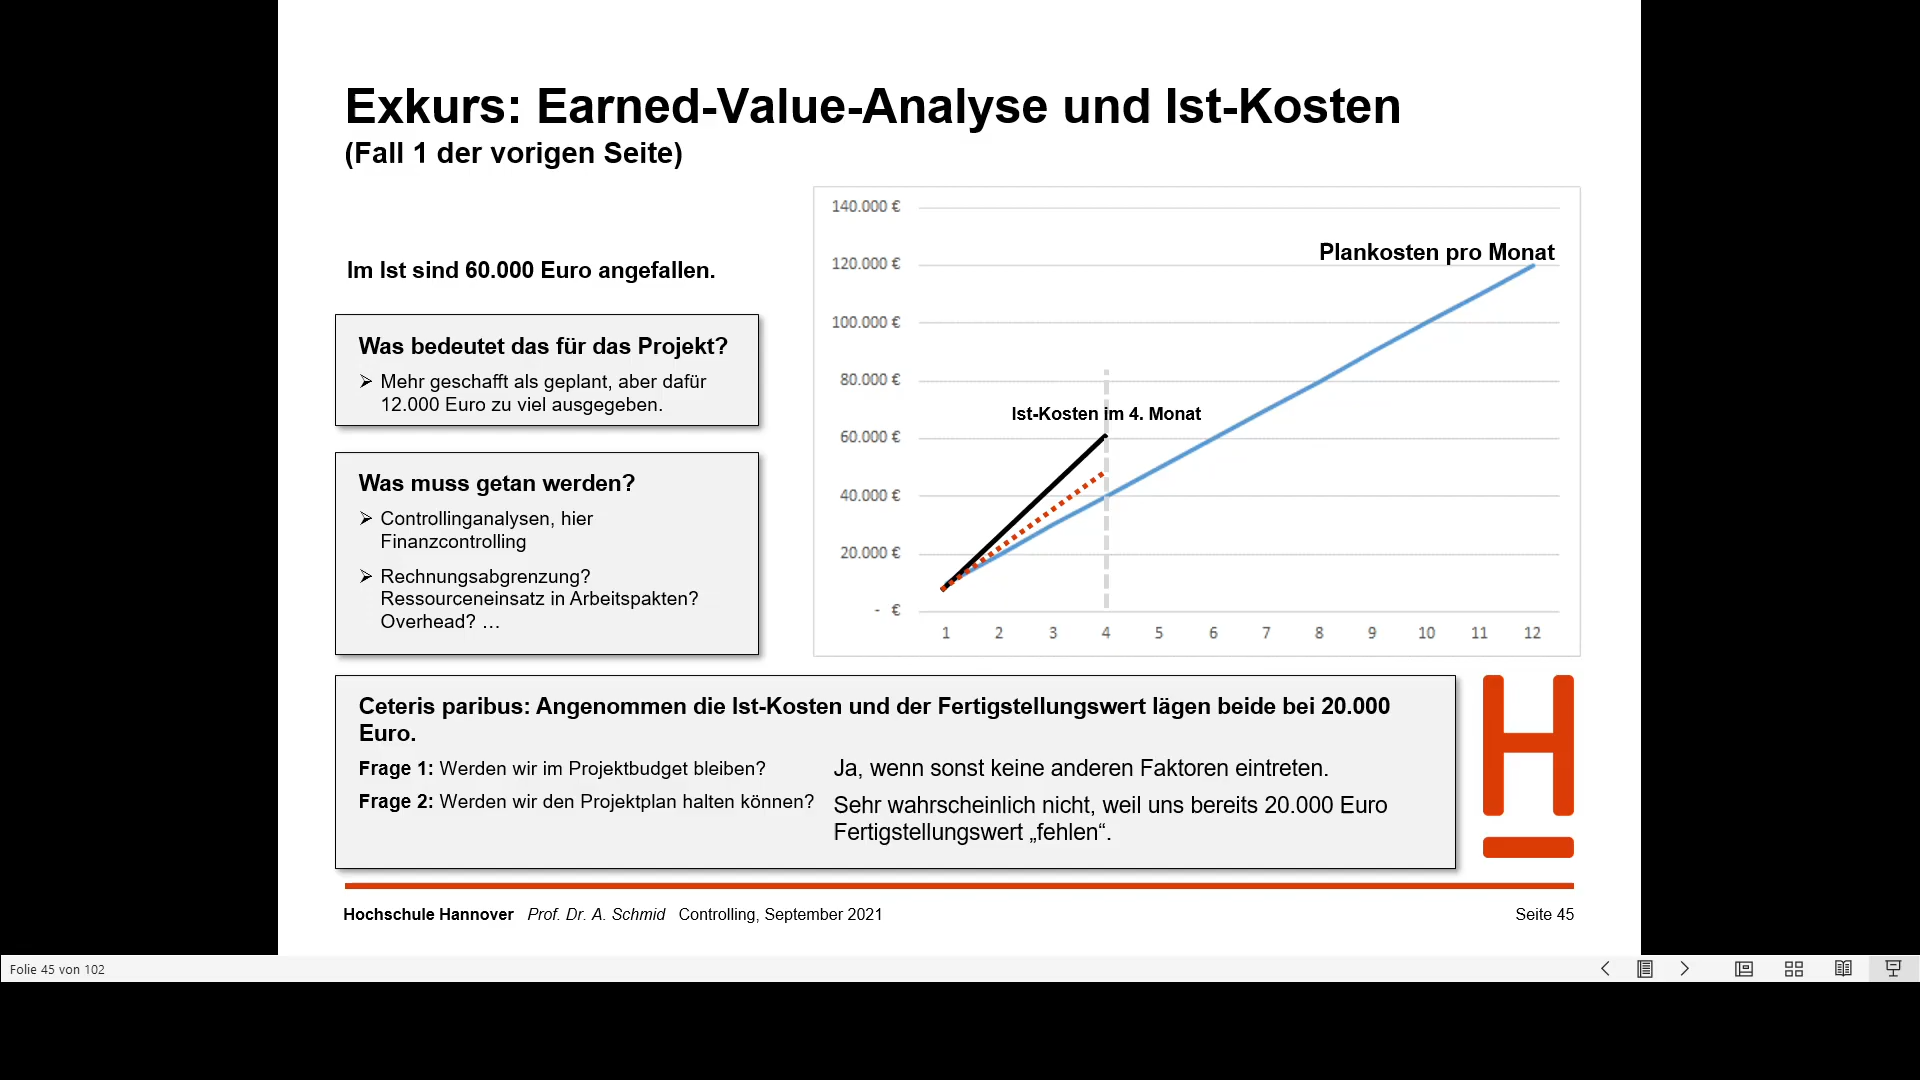 Exkurs: Earned-Value-Analyse und Ist-Kosten
(Fall 1 der vorigen Seite)
Im Ist sind 60.000 Euro angefallen.
Was bedeutet das für das Projekt?
➢ Mehr geschafft als geplant, aber dafür
12.000 Euro zu viel ausgegeben.
Was muss getan werden?
➢ Controllinganalysen, hier
Finanzcontrolling
➢ Rechnungsabgrenzung?
Ressourceneinsatz in Arbeitspakten?
Overhead? …
140.000 €
120.000 €
100.000 €
80.000 €
60.000 €
40.000 €
20.000 €
- €
1 2 3 4 5 6 7 8 9 10 11 12
Plankosten pro Monat
Ist-Kosten im 4. Monat
Ceteris paribus: Angenommen die Ist-Kosten und der Fertigstellungswert lägen beide bei 20.000
Euro.
Frage 1: Werden wir im Projektbudget bleiben?
Ja, wenn sonst keine anderen Faktoren eintreten.
Frage 2: Werden wir den Projektplan halten können?
Sehr wahrscheinlich nicht, weil uns bereits 20.000 Euro
Fertigstellungswert „fehlen“.
H
Hochschule Hannover Prof. Dr. A. Schmid Controlling, September 2021
Seite 45
Folie 45 von 102